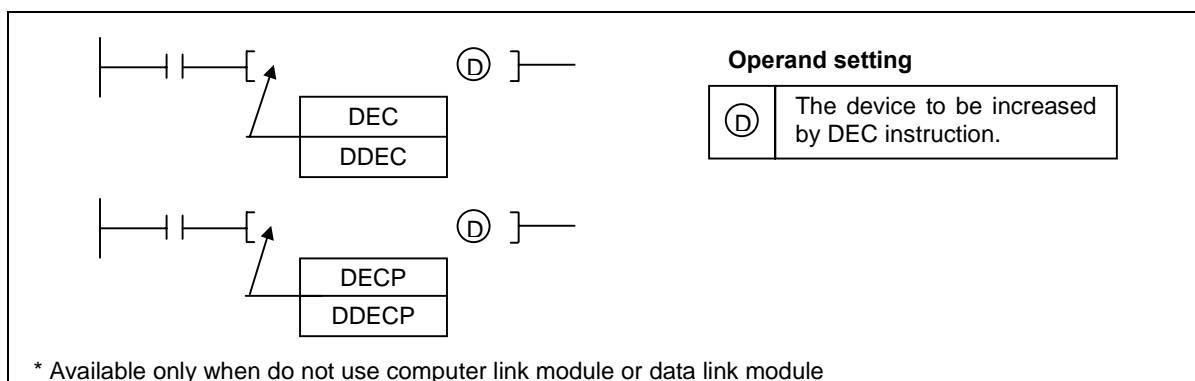 D
Operand setting
D
The device to be increased
by DEC instruction.
DEC
DDEC
D
DECP
DDECP
* Available only when do not use computer link module or data link module